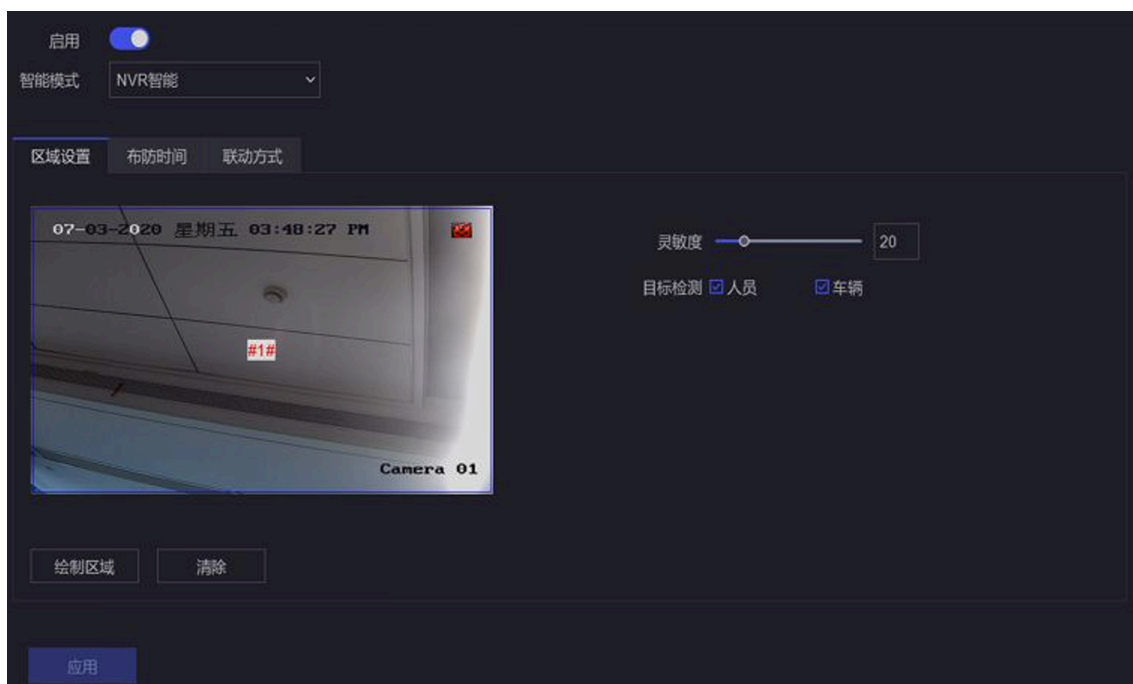 启用
智能模式 NVR智能
区域设置 布防时间 联动方式
07-03-2020 星期五 03:48:27 PM
灵敏度 20
目标检测 人员 车辆
#1#
Camera 01
绘制区域 清除
应用